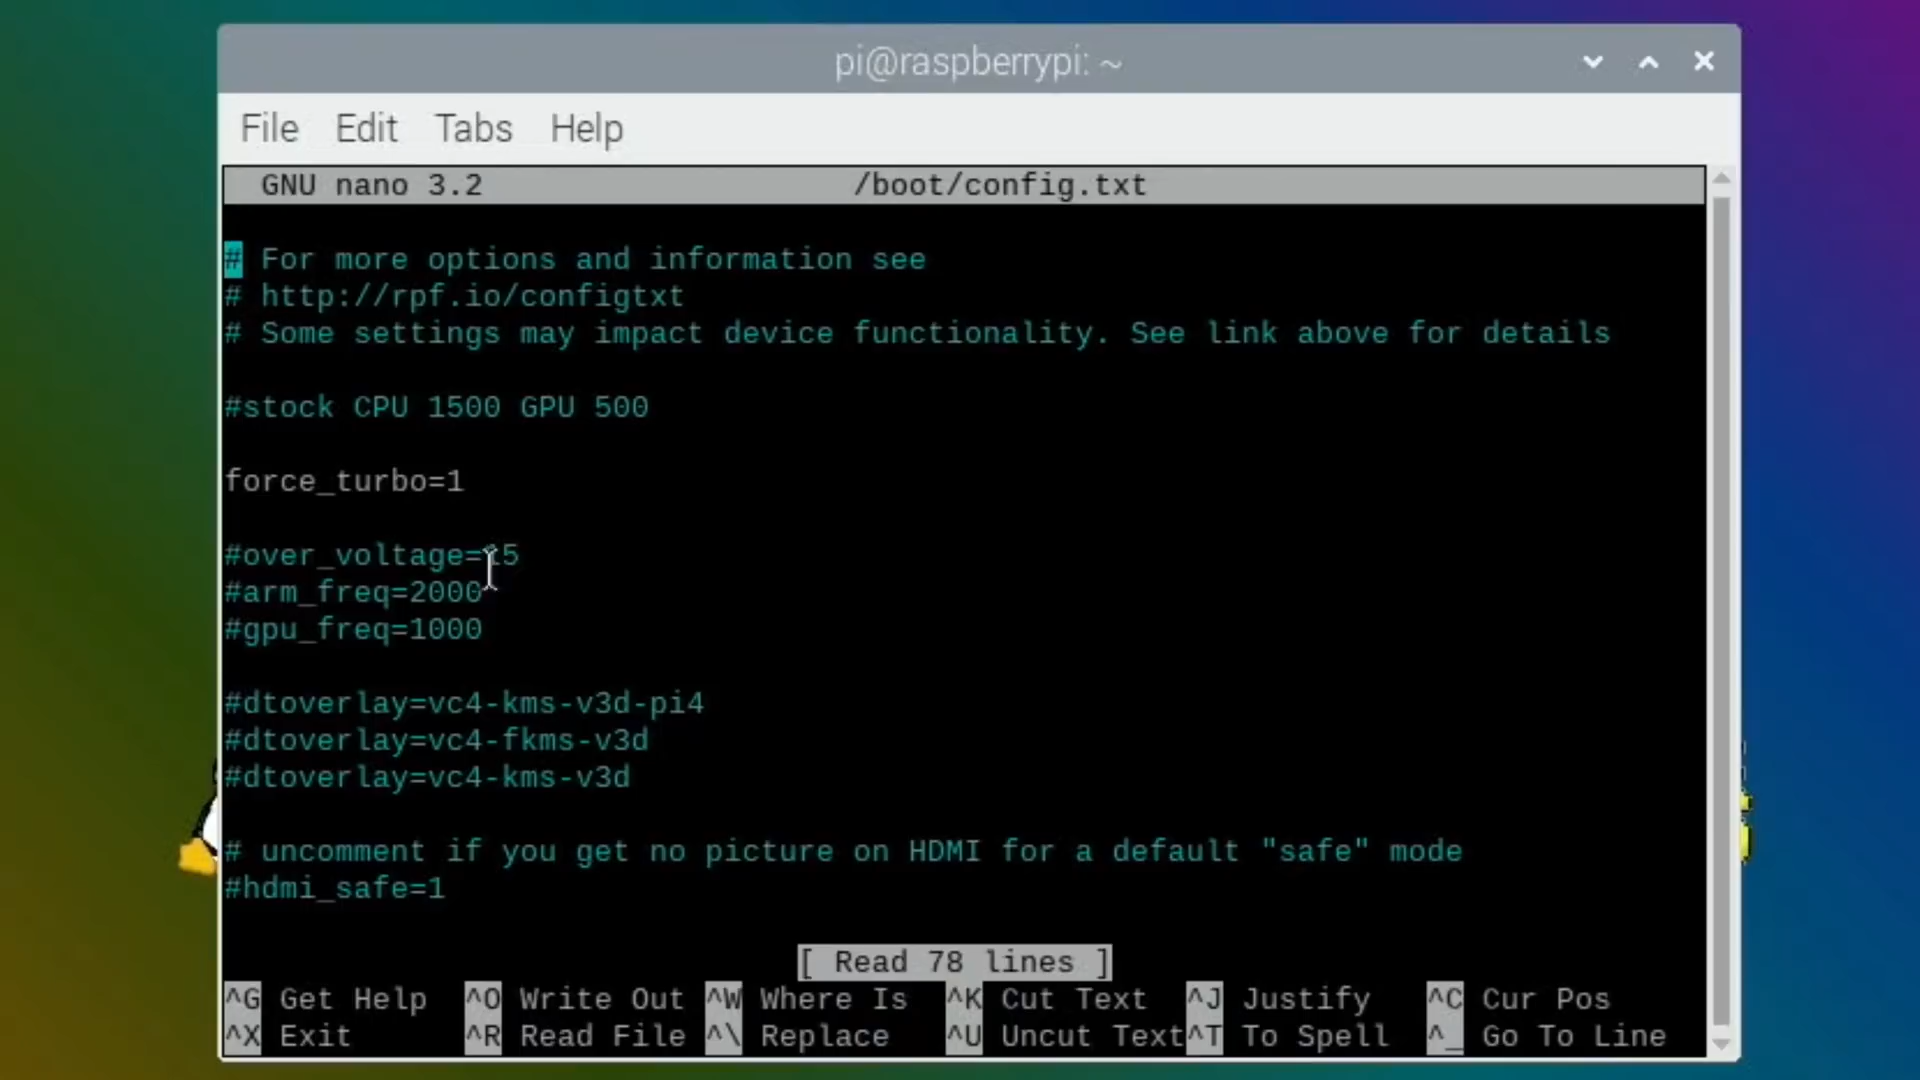 pi@raspberrypi: ~
File Edit Tabs Help
GNU nano 3.2 /boot/config.txt
# For more options and information see
# http://rpf.io/configtxt
# Some settings may impact device functionality. See link above for details
#stock CPU 1500 GPU 500
force_turbo=1
#over_voltage=15
#arm_freq=2000
#gpu_freq=1000
#dtoverlay=vc4-kms-v3d-pi4
#dtoverlay=vc4-fkms-v3d
#dtoverlay=vc4-kms-v3d
# uncomment if you get no picture on HDMI for a default "safe" mode
#hdmi_safe=1
[ Read 78 lines ]
^G Get Help ^O Write Out ^W Where Is ^K Cut Text ^J Justify ^C Cur Pos
^X Exit ^R Read File ^\ Replace ^U Uncut Text ^T To Spell ^_ Go To Line